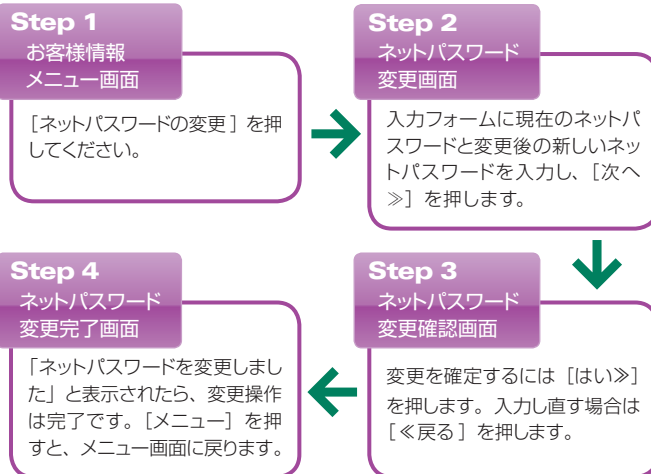 Step 1
お客様情報
メニュー画面
［ネットパスワードの変更］を押
してください。
Step 2
ネットパスワード
変更画面
入力フォームに現在のネットパ
スワードと変更後の新しいネッ
トパスワードを入力し、［次へ
≫］を押します。
Step 3
ネットパスワード
変更確認画面
変更を確定するには［はい≫］
を押します。入力し直す場合は
［≪戻る］を押します。
Step 4
ネットパスワード
変更完了画面
「ネットパスワードを変更しまし
た」と表示されたら、変更操作
は完了です。［メニュー］を押
すと、メニュー画面に戻ります。